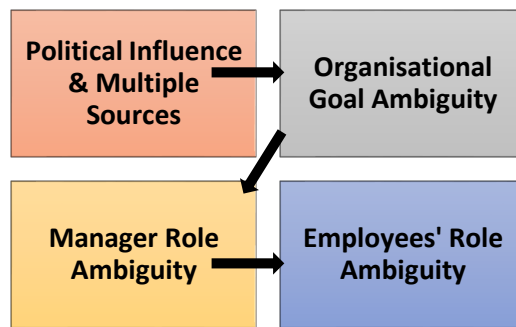 Political Influence
& Multiple
Sources
Organisational
Goal Ambiguity
Manager Role
Ambiguity
Employees' Role
Ambiguity